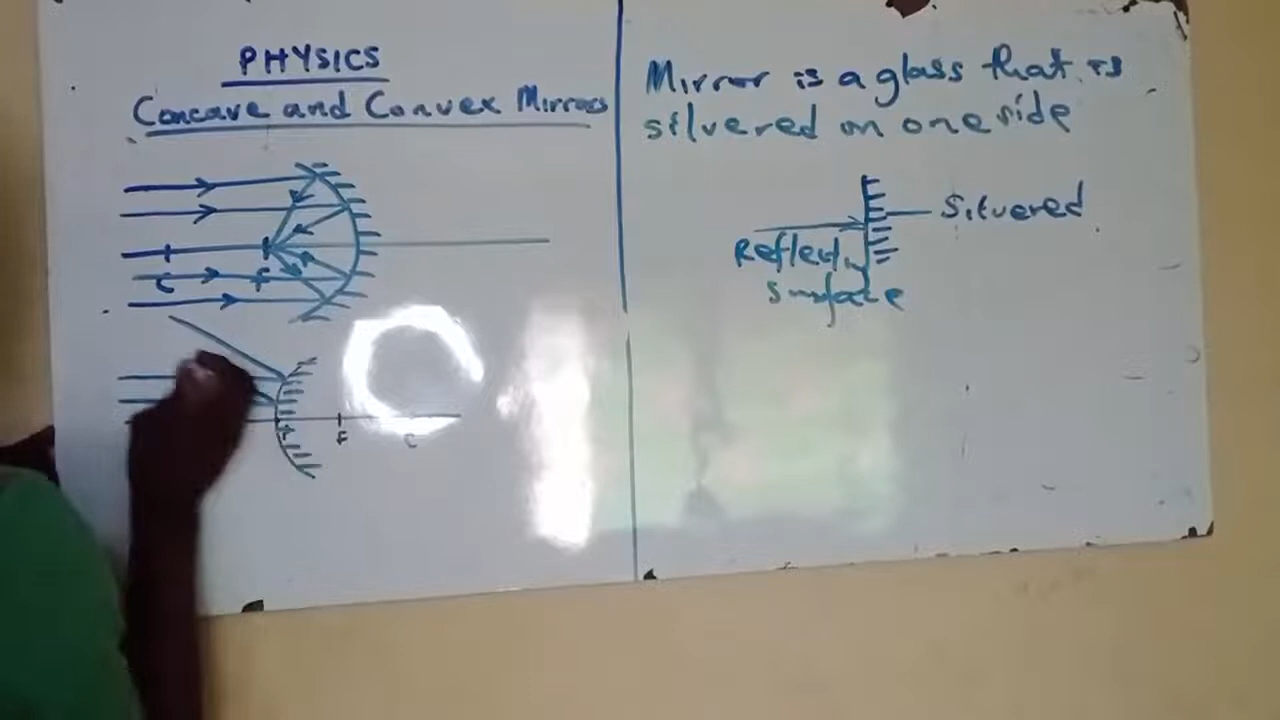 PHYSICS
Concave and Convex Mirrors
C
F
F
C
Mirror is a glass that is
silvered on one side
Silvered
Reflecting
Surface